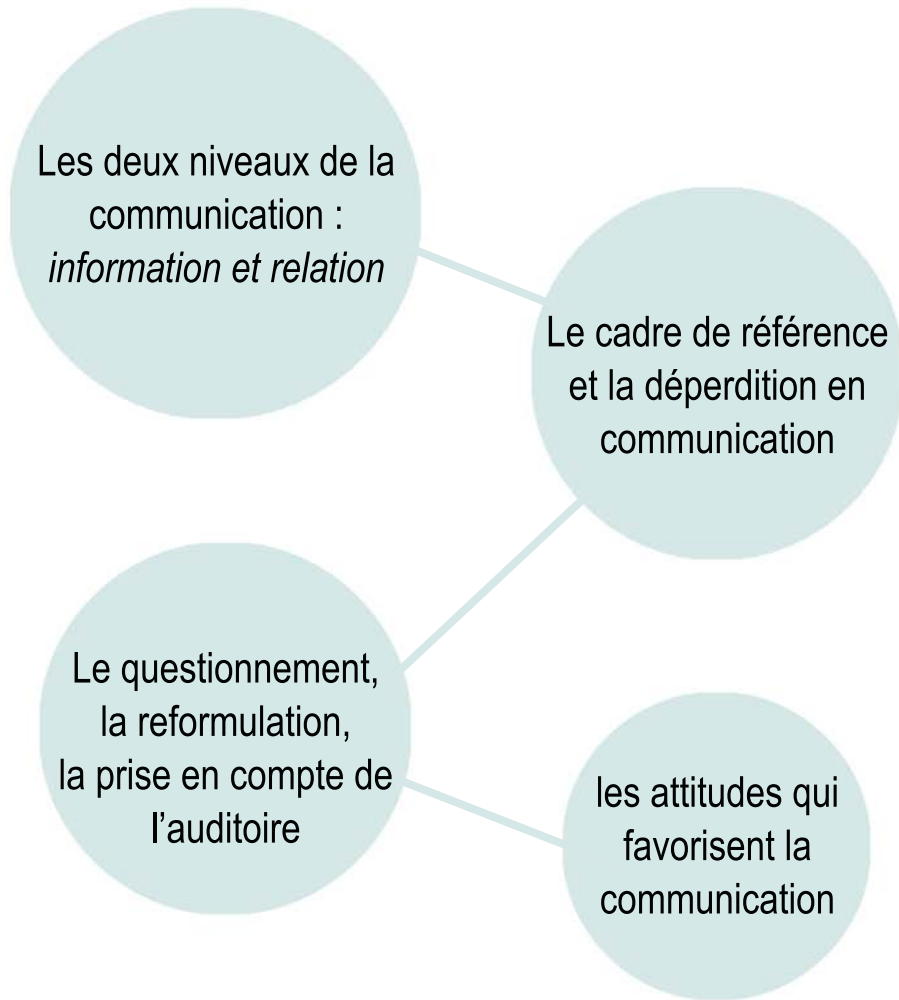 Les deux niveaux de la
communication :
information et relation
Le cadre de référence
et la déperdition en
communication
Le questionnement,
la reformulation,
la prise en compte de
l’auditoire
les attitudes qui
favorisent la
communication